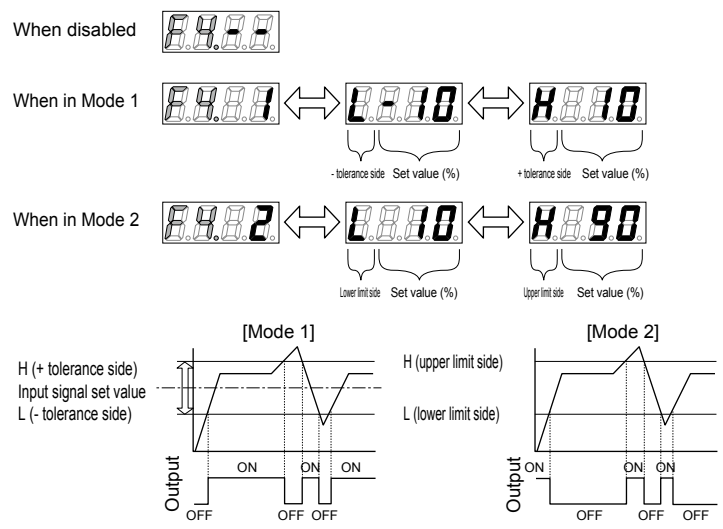 When disabled F4.--
When in Mode 1 F4. 1 L-10 H 10
- tolerance side Set value (%) + tolerance side Set value (%)
When in Mode 2 F4. 2 L 10 H 90
Lower limit side Set value (%) Upper limit side Set value (%)
[Mode 1] [Mode 2]
H (+ tolerance side)
Input signal set value
L (- tolerance side)
H (upper limit side)
L (lower limit side)
Output
ON ON ON
OFF OFF OFF
Output
ON ON ON
OFF OFF OFF